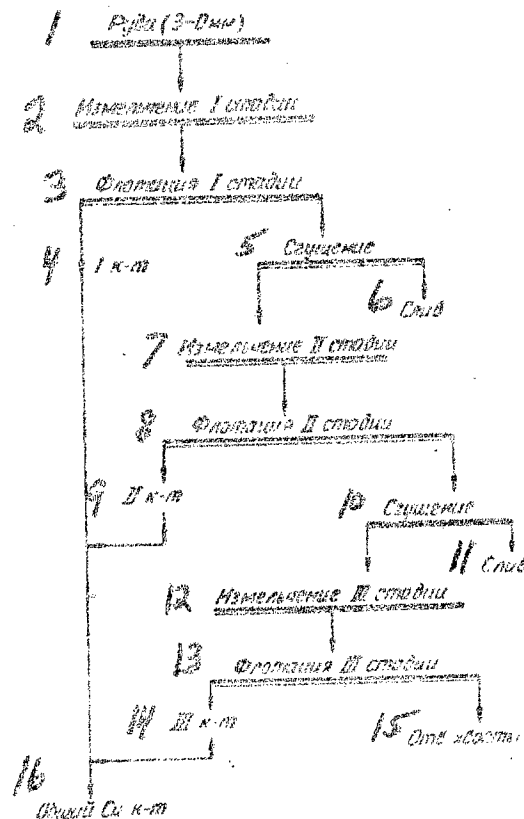 1 Руда (3-0мм)
2 Измельчение I стадии
3 Флотация I стадии
4 I к-т
5 Сгущение
6 Слив
7 Измельчение II стадии
8 Флотация II стадии
9 II к-т
10 Сгущение
11 Слив
12 Измельчение III стадии
13 Флотация III стадии
14 III к-т
15 Отв хвосты
16
Общий Cu к-т